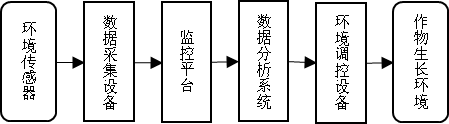 环境传感器
数据采集设备
监控平台
数据分析系统
环境调控设备
作物生长环境